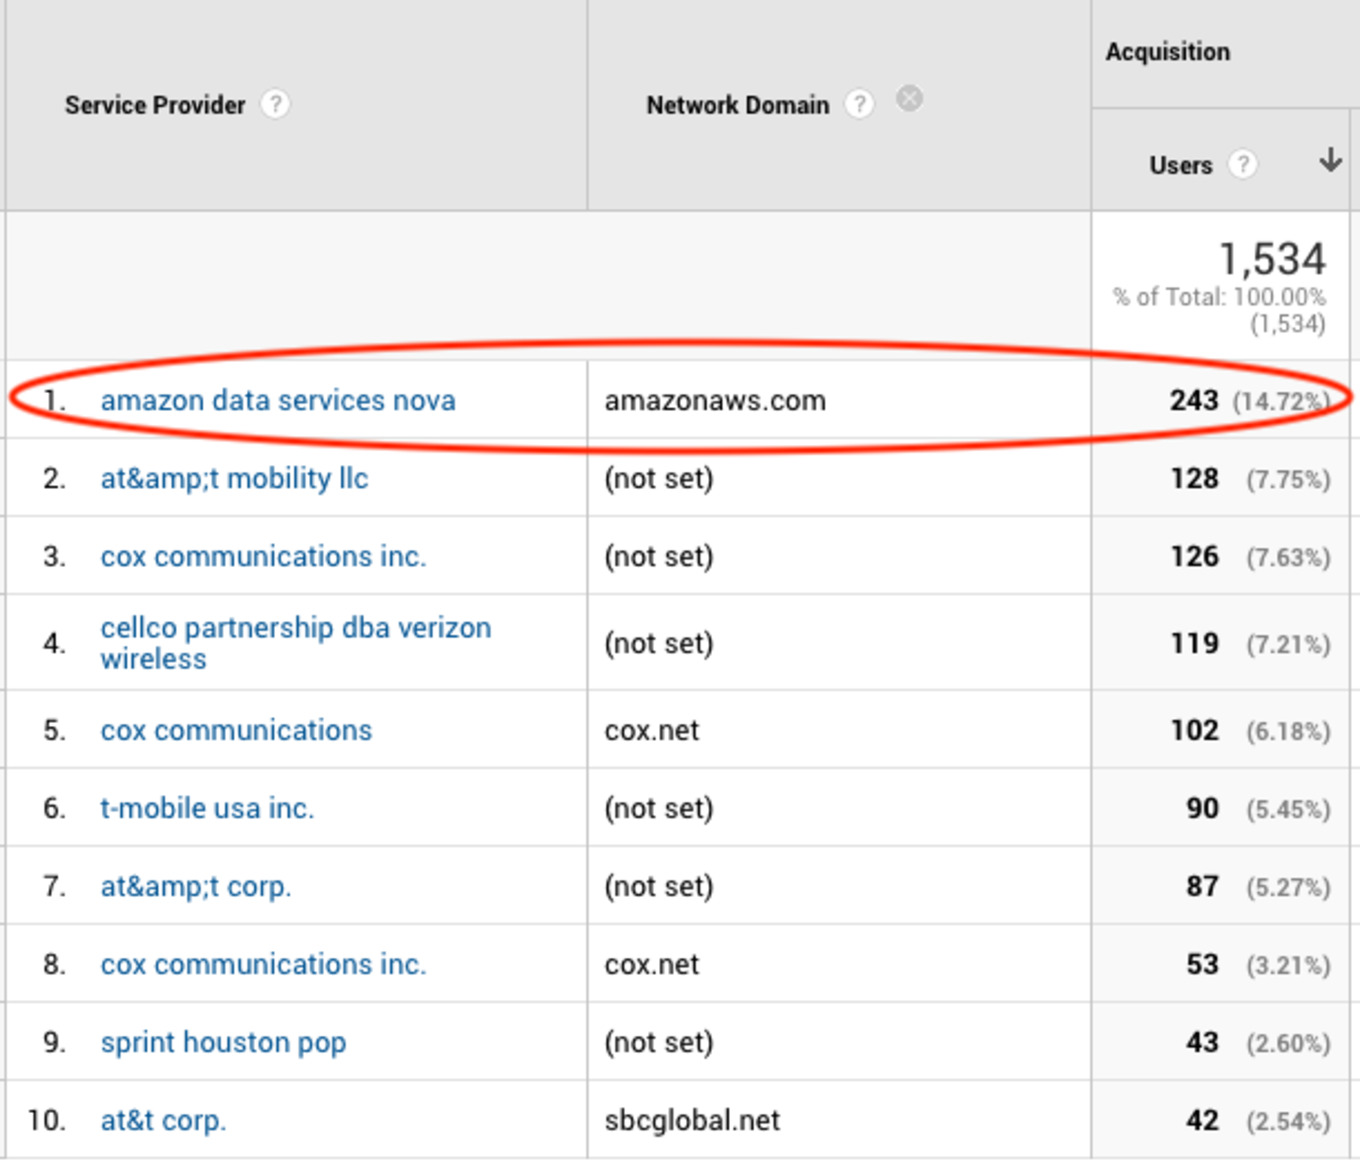 Acquisition
Service Provider ? Network Domain ?
Users ?
1,534
% of Total: 100.00%
(1,534)
1. amazon data services nova amazonaws.com 243 (14.72%)
2. at&amp;t mobility llc (not set) 128 (7.75%)
3. cox communications inc. (not set) 126 (7.63%)
4. cellco partnership dba verizon
wireless (not set) 119 (7.21%)
5. cox communications cox.net 102 (6.18%)
6. t-mobile usa inc. (not set) 90 (5.45%)
7. at&amp;t corp. (not set) 87 (5.27%)
8. cox communications inc. cox.net 53 (3.21%)
9. sprint houston pop (not set) 43 (2.60%)
10. at&t corp. sbcglobal.net 42 (2.54%)